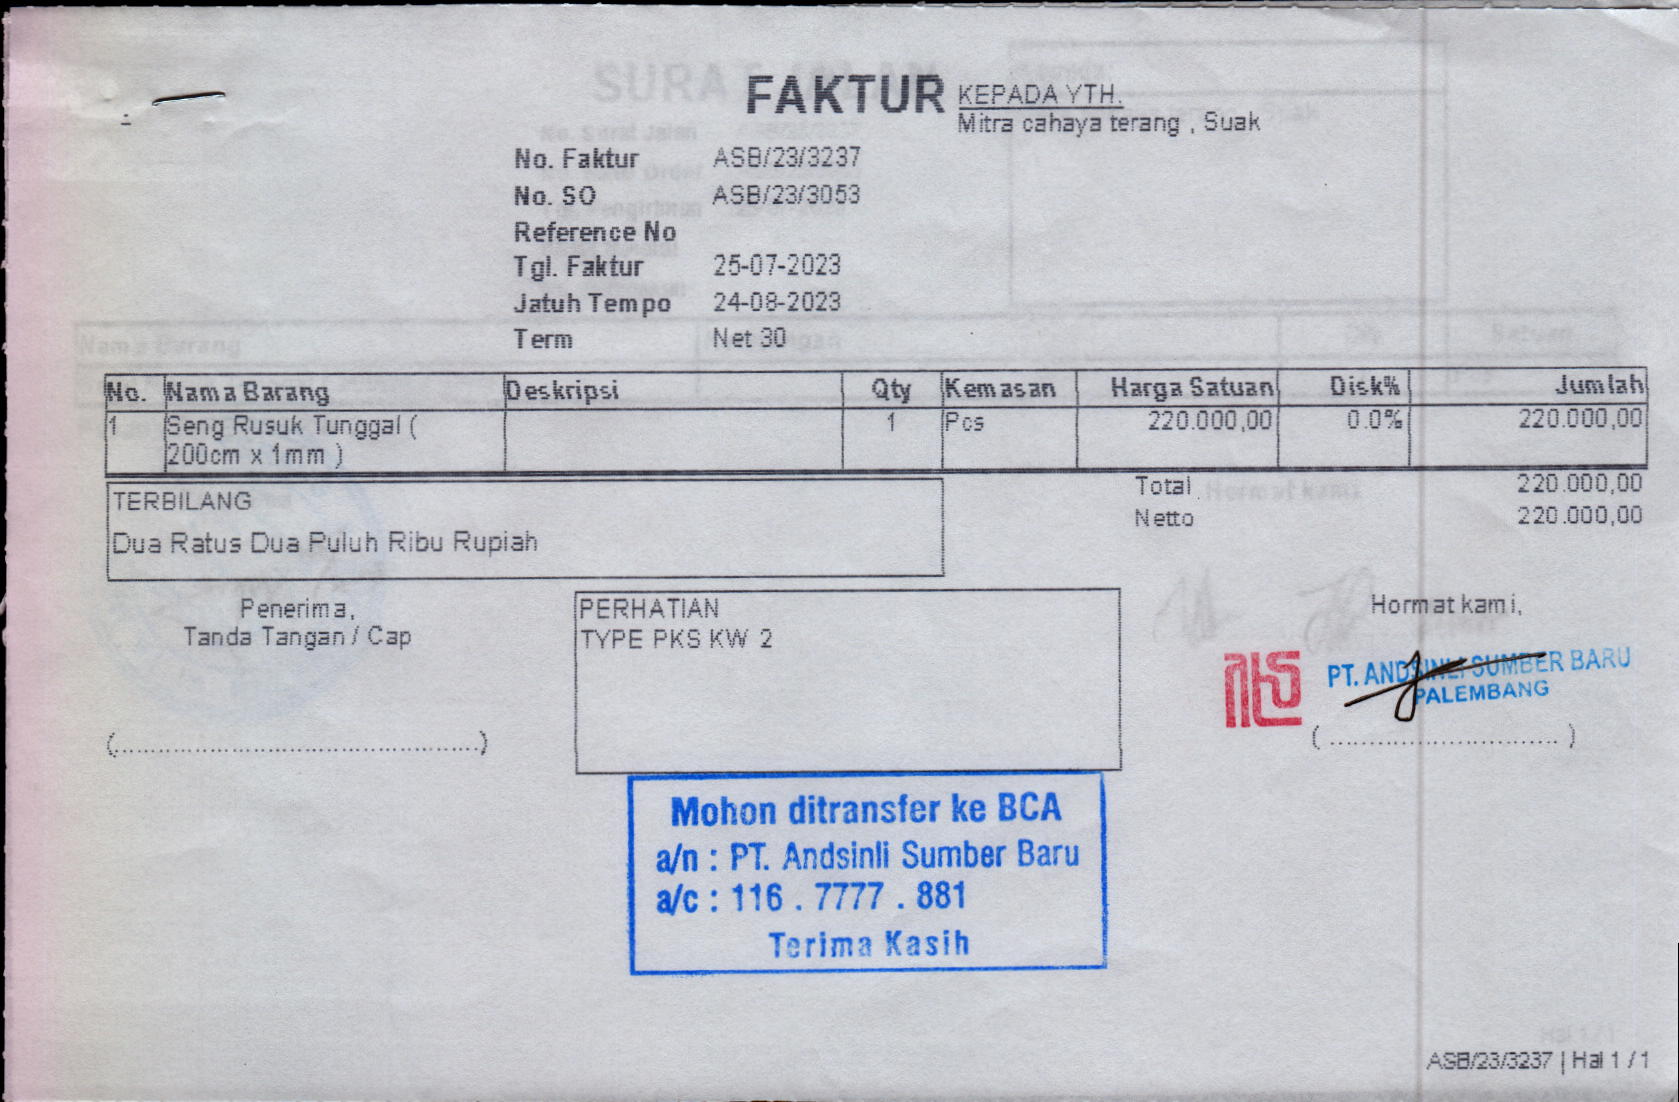 FAKTUR
KEPADA YTH.
Mitra cahaya terang , Suak
No. Faktur ASB/23/3237
No. SO ASB/23/3053
Reference No
Tgl. Faktur 25-07-2023
Jatuh Tempo 24-08-2023
Term Net 30
No. Nama Barang Deskripsi Qty Kemasan Harga Satuan Disk% Jumlah
1 Seng Rusuk Tunggal ( 1 Pcs 220.000,00 0.0% 220.000,00
200cm x 1mm )
Total 220.000,00
Netto 220.000,00
TERBILANG
Dua Ratus Dua Puluh Ribu Rupiah
Penerima,
Tanda Tangan / Cap
(................................................)
PERHATIAN
TYPE PKS KW 2
Hormat kami,
PT. ANDSINLI SUMBER BARU
PALEMBANG
( ............................. )
Mohon ditransfer ke BCA
a/n : PT. Andsinli Sumber Baru
a/c : 116 . 7777 . 881
Terima Kasih
ASB/23/3237 | Hal 1 / 1